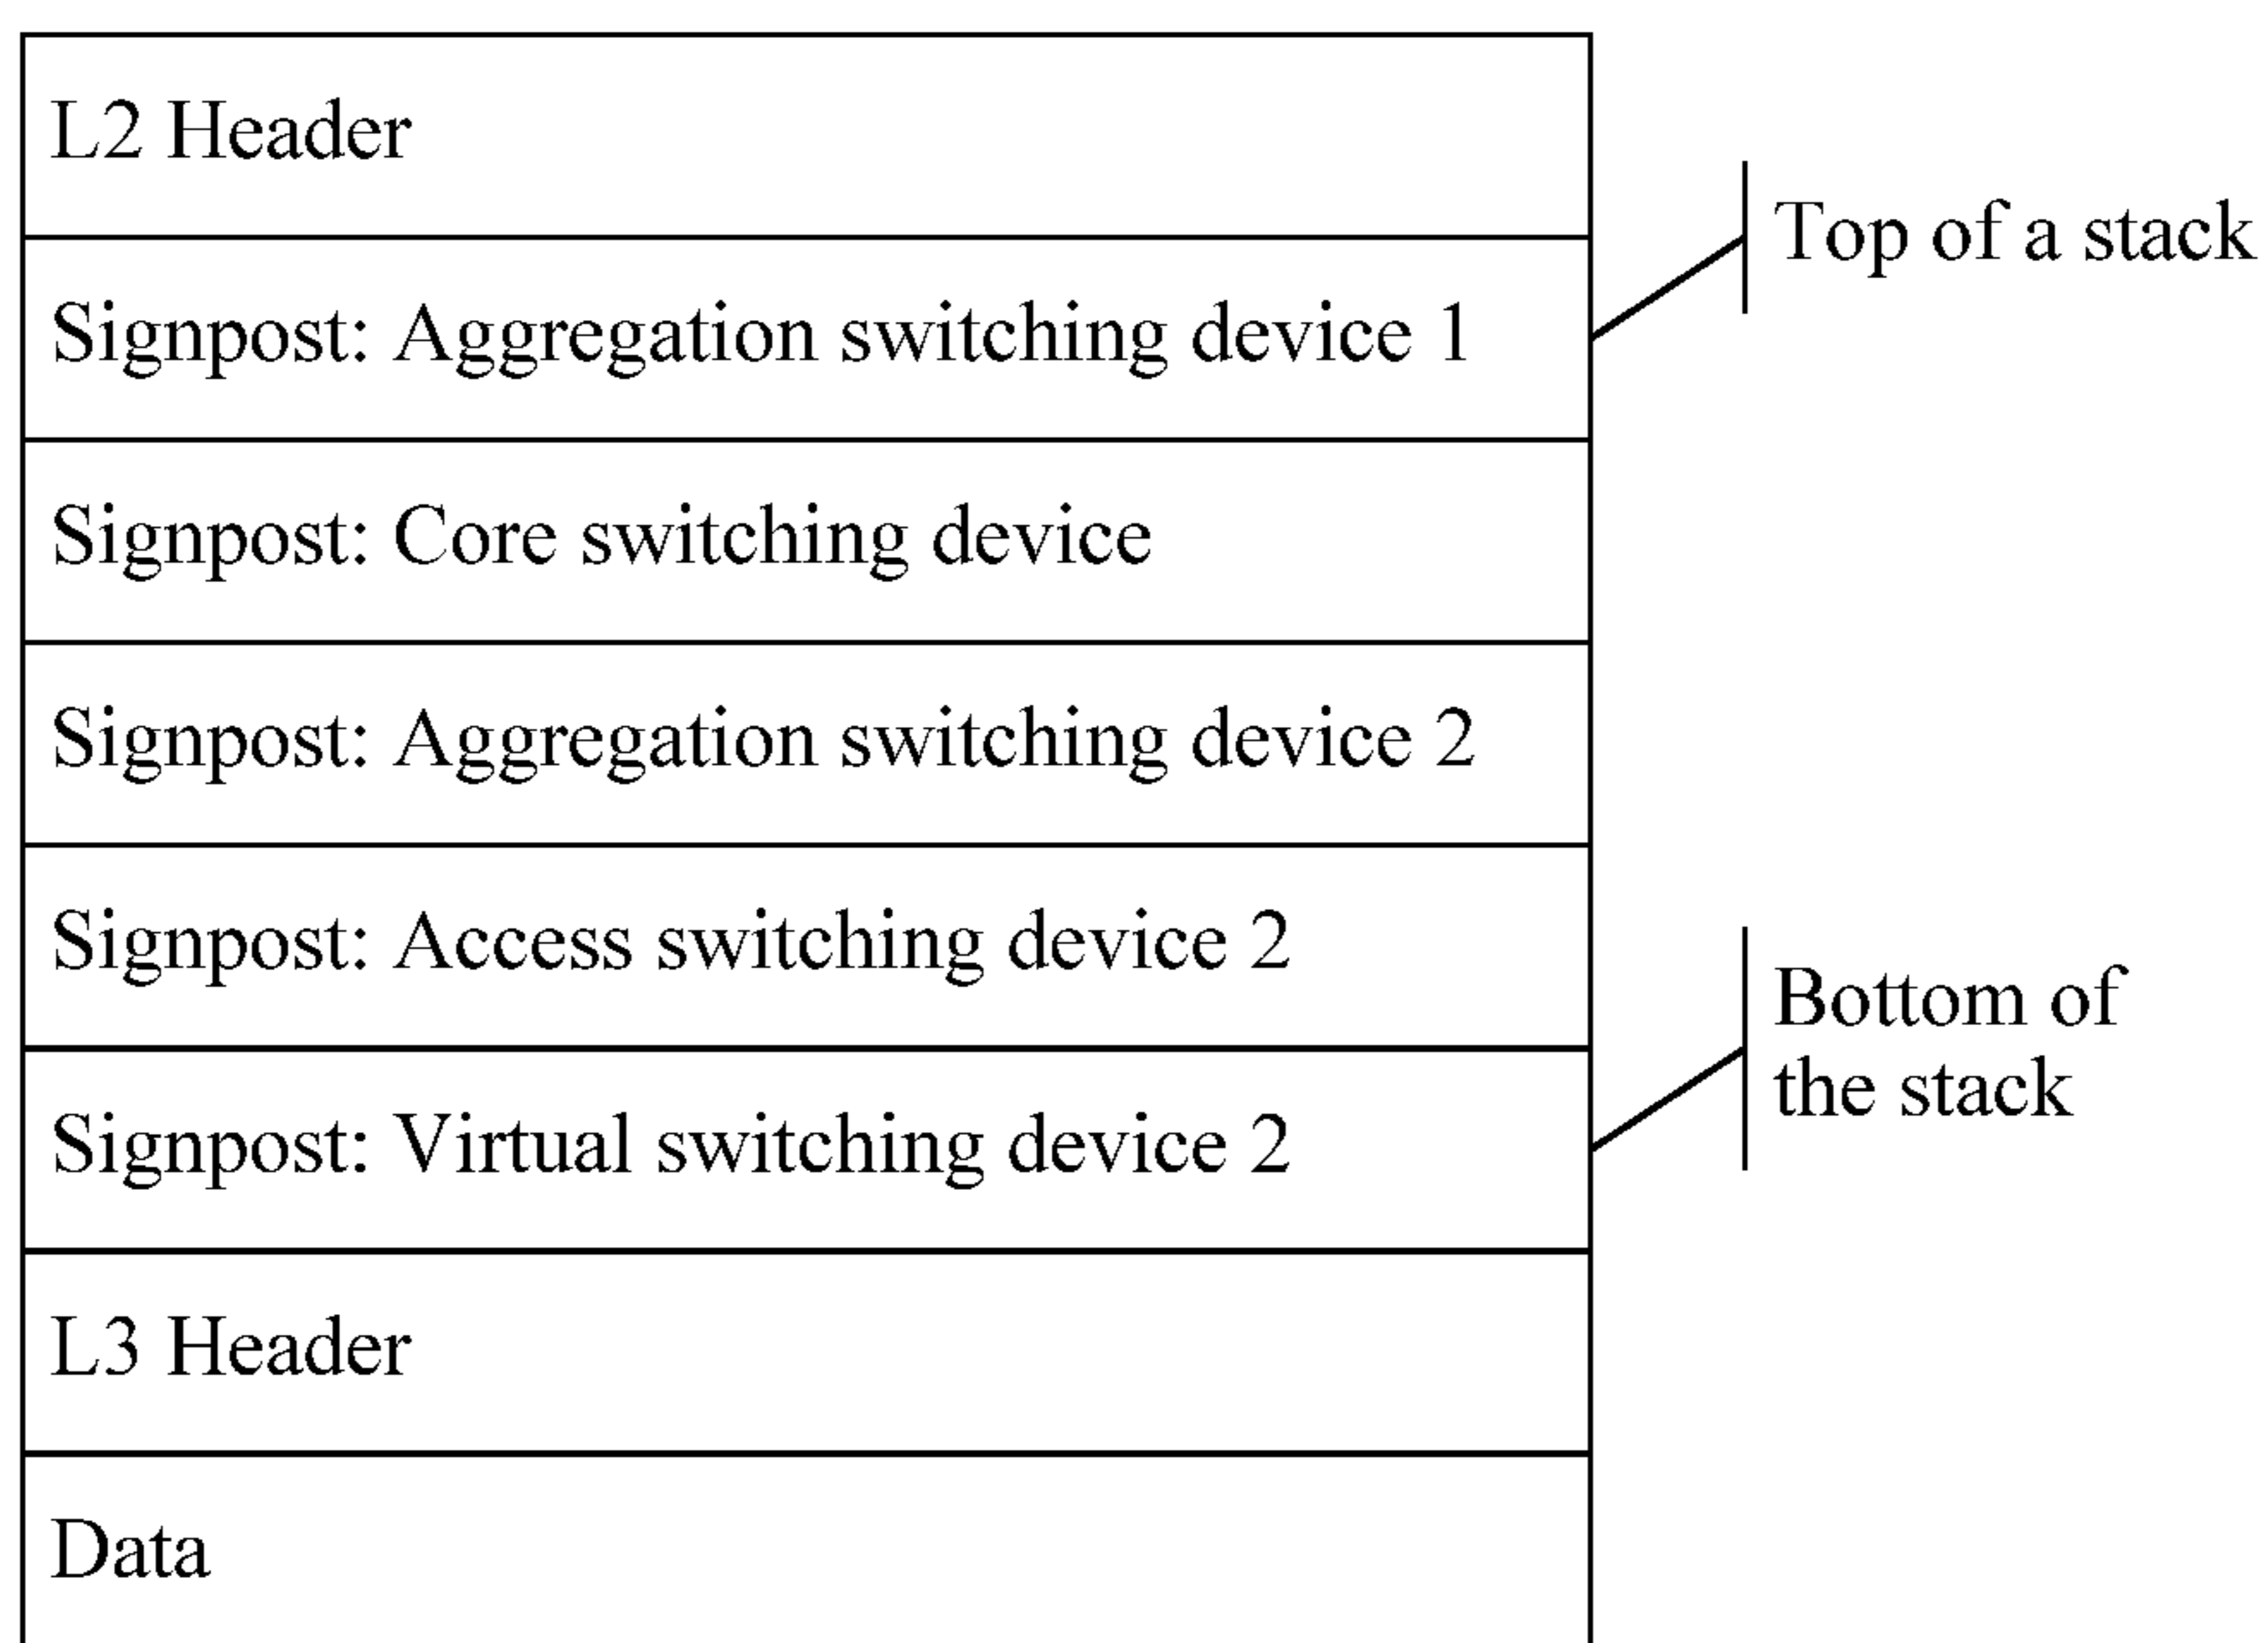 L2 Header
Top of a stack
Signpost: Aggregation switching device 1
Signpost: Core switching device
Signpost: Aggregation switching device 2
Signpost: Access switching device 2
Bottom of
the stack
Signpost: Virtual switching device 2
L3 Header
Data